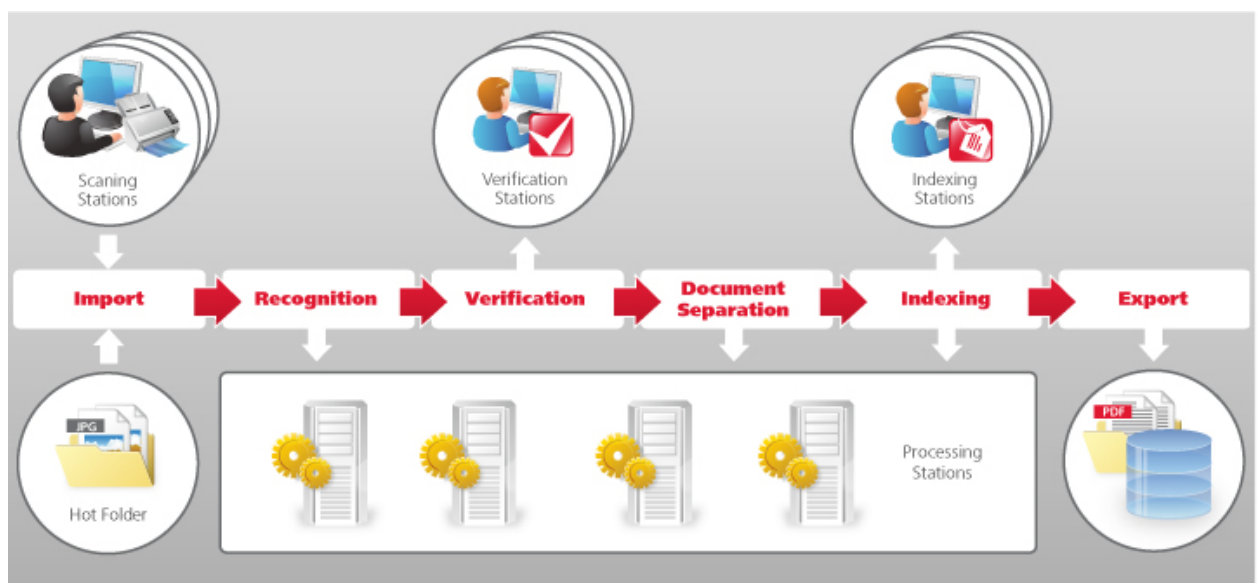 Scaning
Stations
Verification
Stations
Indexing
Stations
Import
Recognition
Verification
Document
Separation
Indexing
Export
JPG
Hot Folder
Processing
Stations
PDF